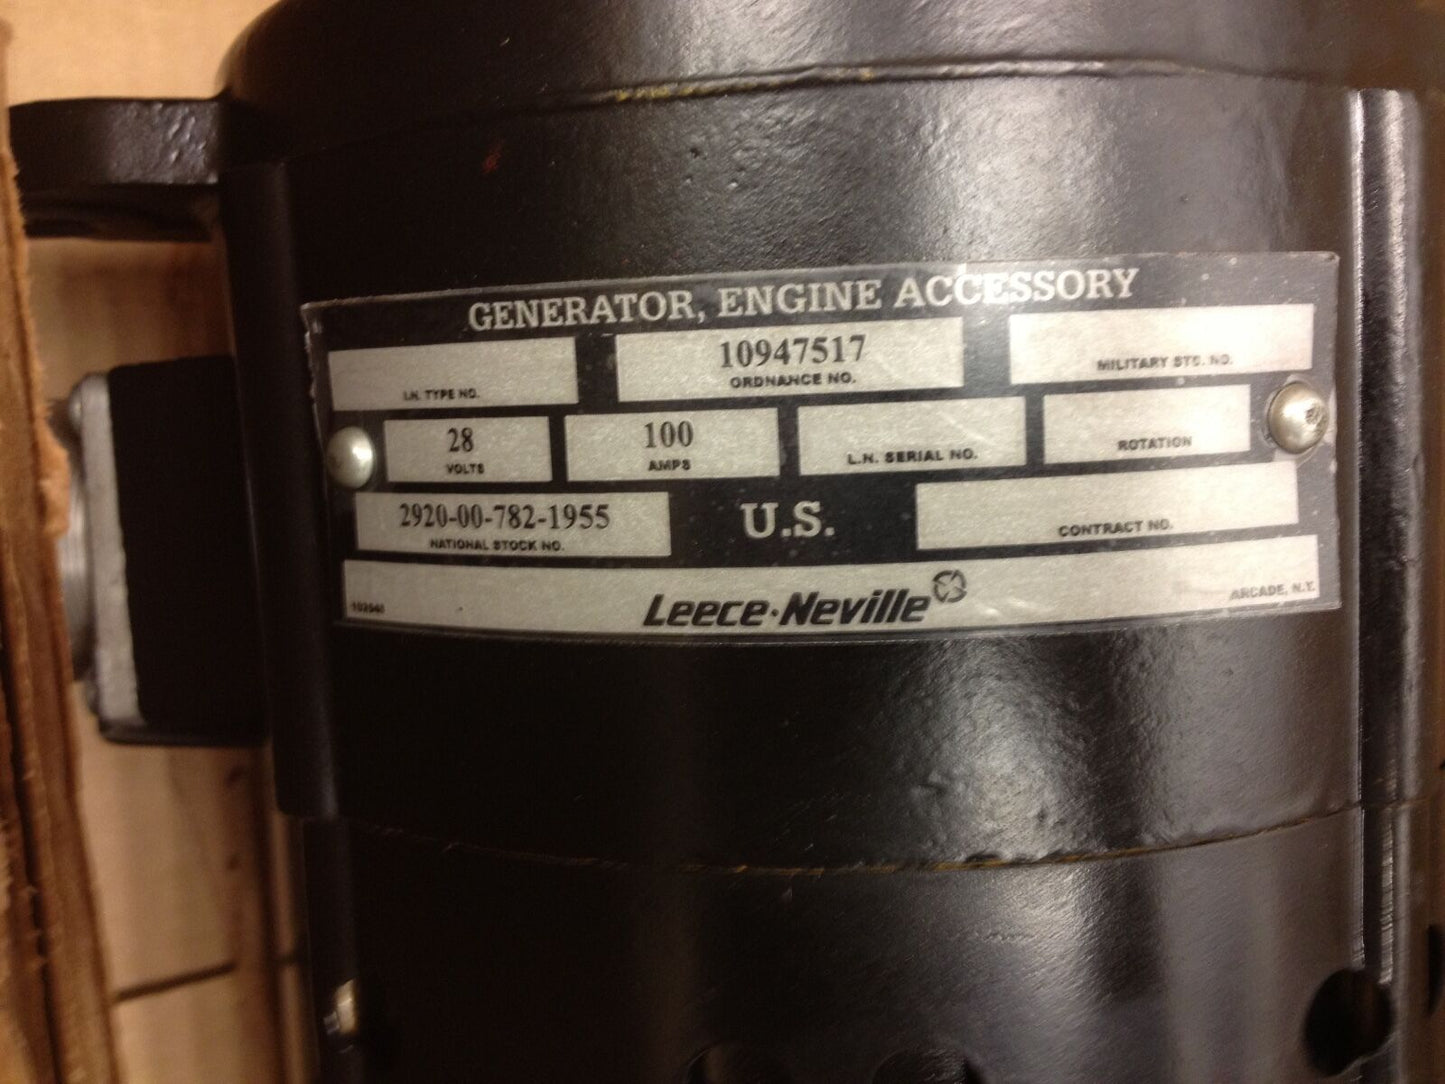 GENERATOR, ENGINE ACCESSORY
L.N. TYPE NO.
10947517
ORDNANCE NO.
MILITARY STC. NO.
28
VOLTS
100
AMPS
L.N. SERIAL NO.
ROTATION
2920-00-782-1955
NATIONAL STOCK NO.
U.S.
CONTRACT NO.
Leece-Neville
ARCADE, N.Y.